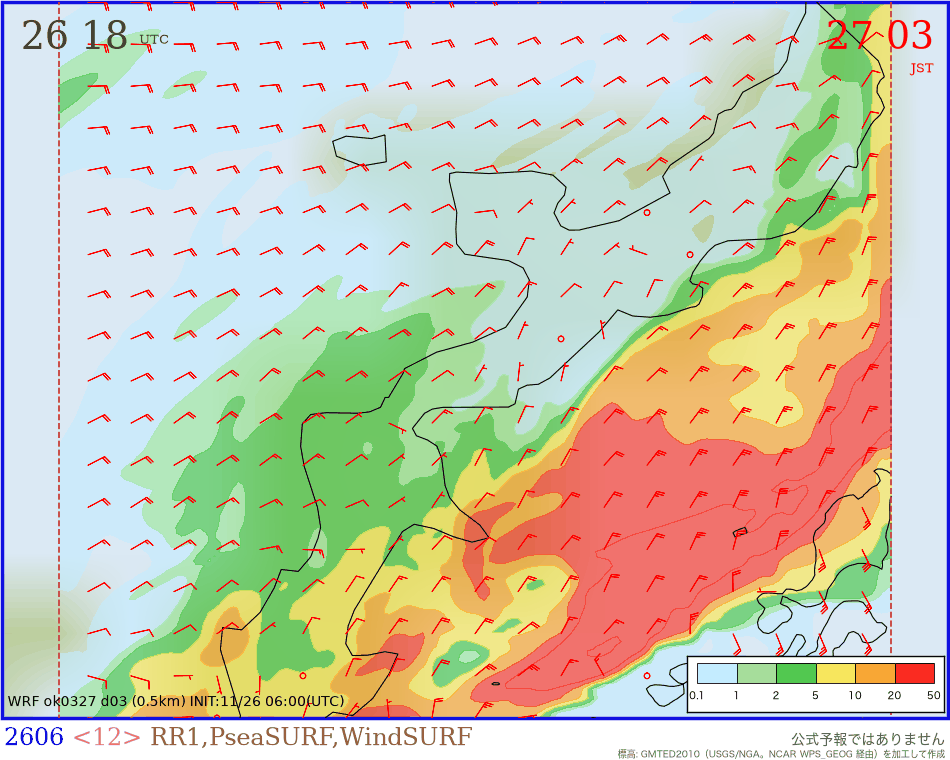 26 18 UTC
27 03
JST
0.1 1 2 5 10 20 50
WRF ok0327 d03 (0.5km) INIT:11/26 06:00(UTC)
2606 <12> RR1,PseaSURF,WindSURF
公式予報ではありません
標高: GMTED2010（USGS/NGA。NCAR WPS_GEOG 経由）を加工して作成